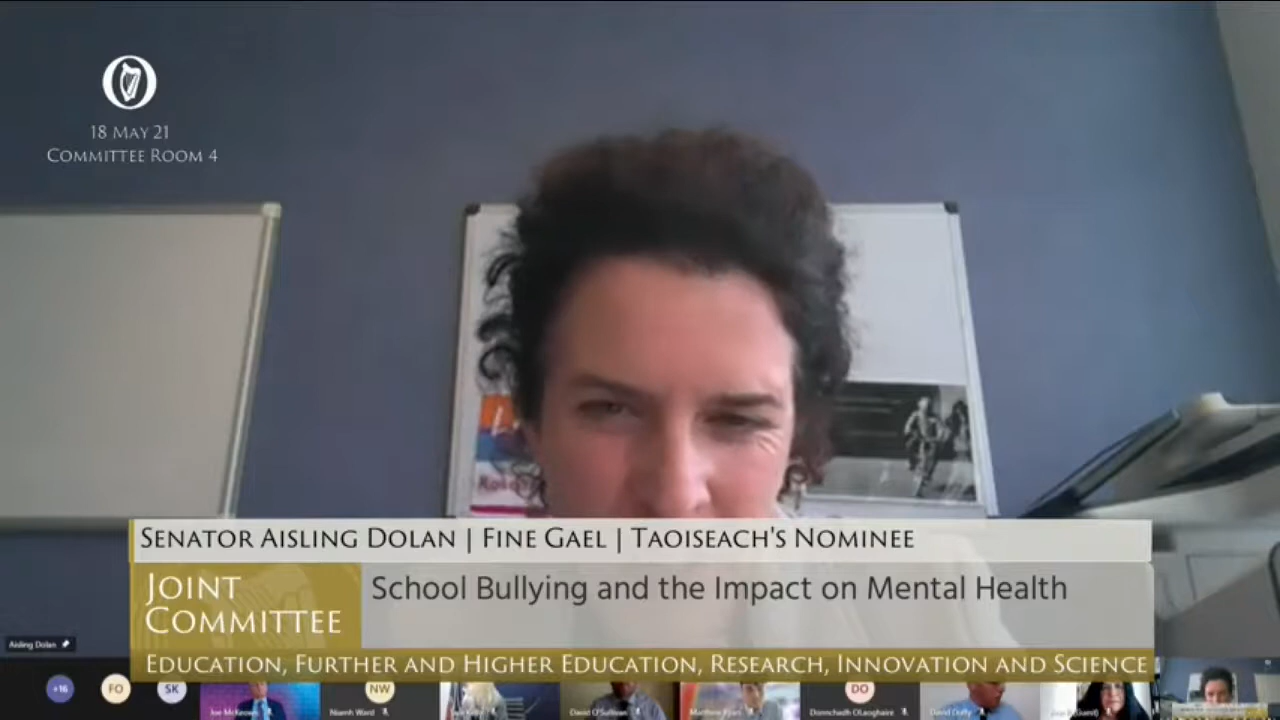 18 May 21
Committee Room 4
Senator Aisling Dolan | Fine Gael | Taoiseach's Nominee
Joint
Committee
School Bullying and the Impact on Mental Health
Education, Further and Higher Education, Research, Innovation and Science
Aisling Dolan
+16
FO
SK
NW
DO
Joe McKeown
Niamh Ward
David O'Sullivan
Donnchadh OLaoghaire
David Duffy